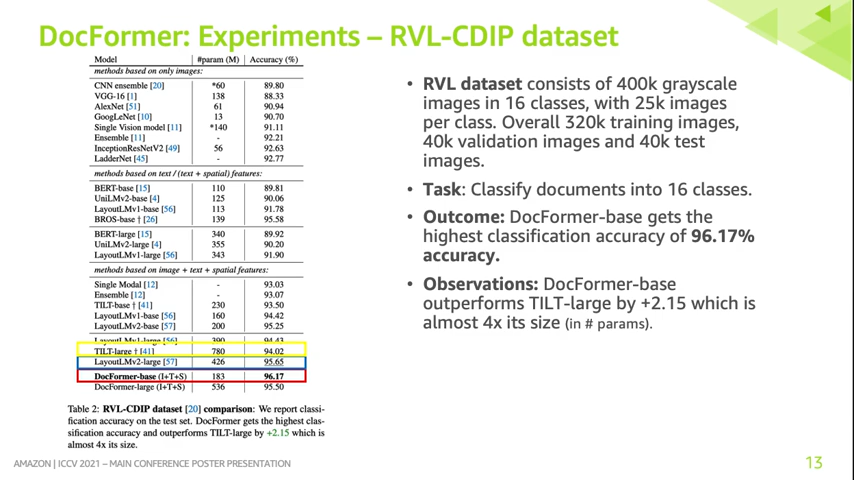 DocFormer: Experiments – RVL-CDIP dataset
Model #param (M) Accuracy (%)
methods based on only images:
CNN ensemble [20] *60 89.80
VGG-16 [1] 138 88.33
AlexNet [51] 61 90.94
GoogLeNet [10] 13 90.70
Single Vision model [11] *140 91.11
Ensemble [11] - 92.21
InceptionResNetV2 [49] 56 92.63
LadderNet [45] - 92.77
methods based on text / (text + spatial) features:
BERT-base [15] 110 89.81
UniLMv2-base [4] 125 90.06
LayoutLMv1-base [56] 113 91.78
BROS-base † [26] 139 95.58
BERT-large [15] 340 89.92
UniLMv2-large [4] 355 90.20
LayoutLMv1-large [56] 343 91.90
methods based on image + text + spatial features:
Single Modal [12] - 93.03
Ensemble [12] - 93.07
TILT-base † [41] 230 93.50
LayoutLMv1-base [56] 160 94.42
LayoutLMv2-base [57] 200 95.25
LayoutLMv1-large [56] 390 94.43
TILT-large † [41] 780 94.02
LayoutLMv2-large [57] 426 95.65
DocFormer-base (I+T+S) 183 96.17
DocFormer-large (I+T+S) 536 95.50
Table 2: RVL-CDIP dataset [20] comparison: We report classi-
fication accuracy on the test set. DocFormer gets the highest clas-
sification accuracy and outperforms TILT-large by +2.15 which is
almost 4x its size.
• RVL dataset consists of 400k grayscale
images in 16 classes, with 25k images
per class. Overall 320k training images,
40k validation images and 40k test
images.
• Task: Classify documents into 16 classes.
• Outcome: DocFormer-base gets the
highest classification accuracy of 96.17%
accuracy.
• Observations: DocFormer-base
outperforms TILT-large by +2.15 which is
almost 4x its size (in # params).
AMAZON | ICCV 2021 – MAIN CONFERENCE POSTER PRESENTATION
13